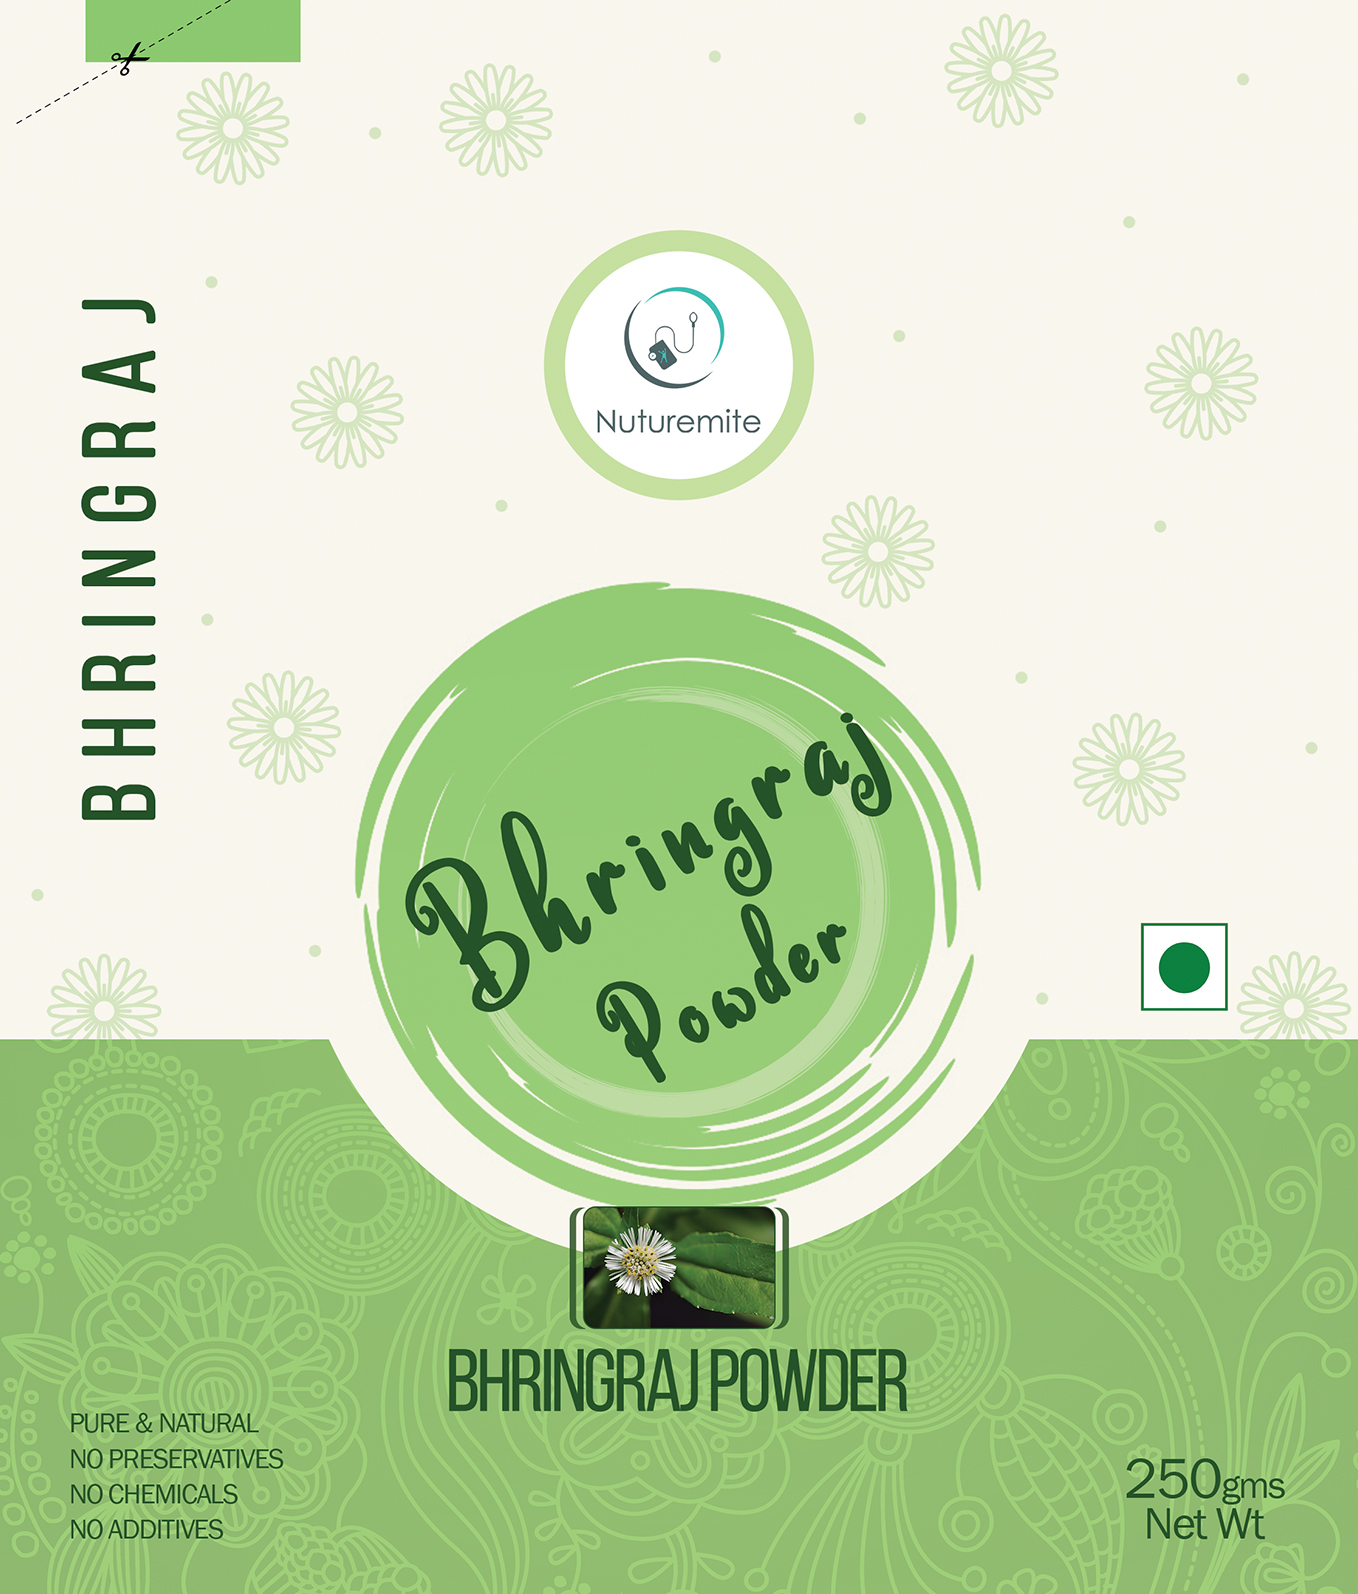 BHRINGRAJ
Nuturemite
Bhringraj
Powder
BHRINGRAJ POWDER
PURE & NATURAL
NO PRESERVATIVES
NO CHEMICALS
NO ADDITIVES
250gms
Net Wt